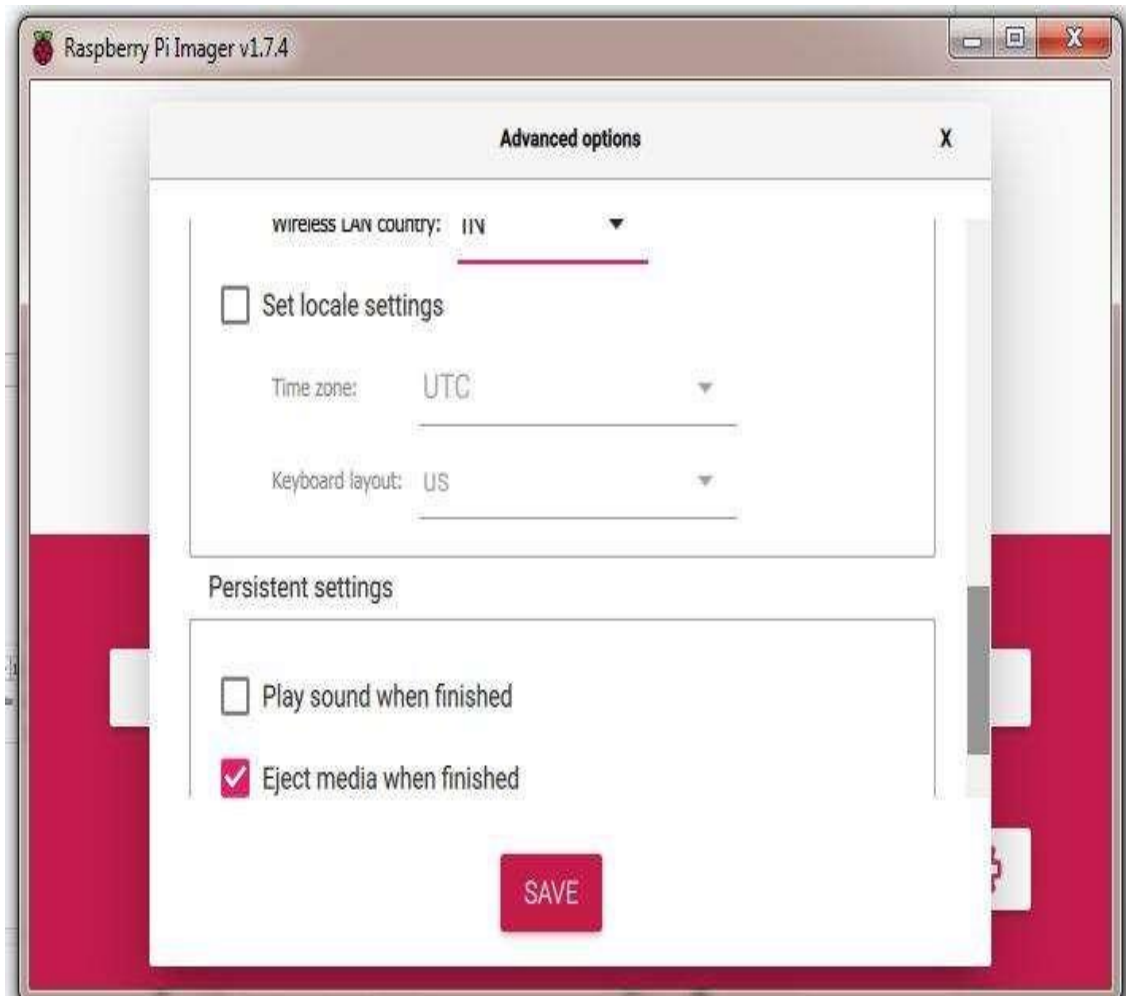 Raspberry Pi Imager v1.7.4
Advanced options X
Wireless LAN country: IN
Set locale settings
Time zone: UTC
Keyboard layout: us
Persistent settings
Play sound when finished
Eject media when finished
SAVE